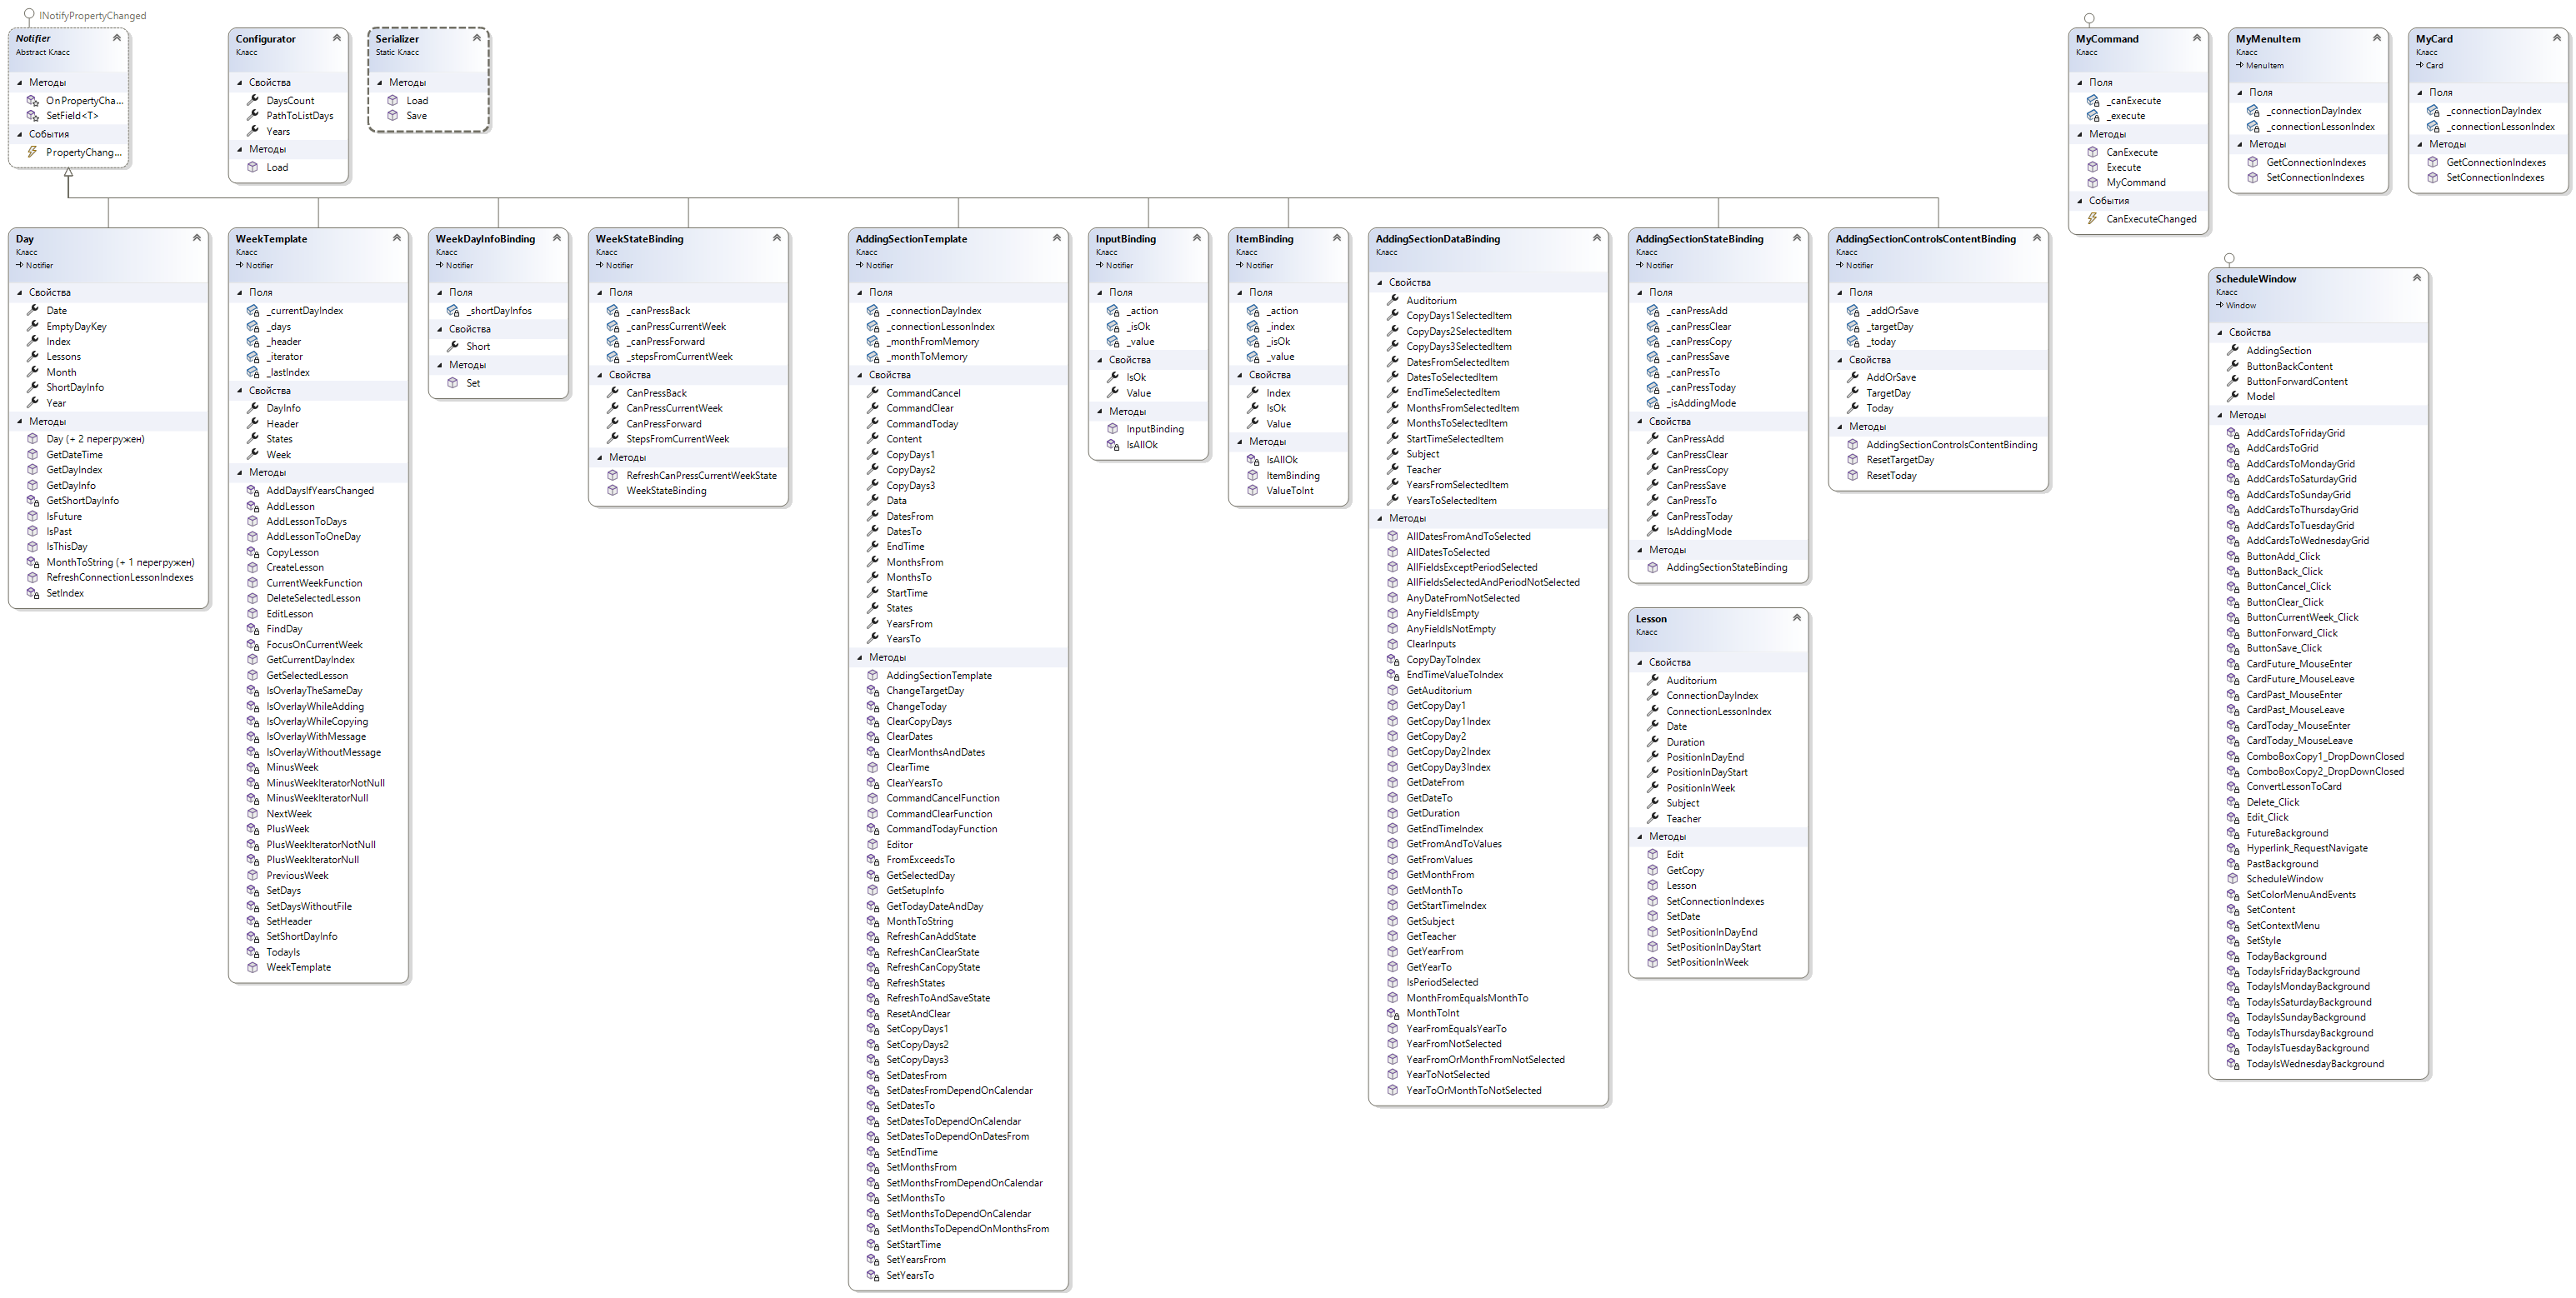 INotifyPropertyChanged
Notifier
Abstract Класс
Методы
OnPropertyCha...
SetField<T>
События
PropertyChang...
Configurator
Класс
Свойства
DaysCount
PathToListDays
Years
Методы
Load
Serializer
Static Класс
Методы
Load
Save
MyCommand
Класс
Поля
_canExecute
_execute
Методы
CanExecute
Execute
MyCommand
События
CanExecuteChanged
MyMenuItem
Класс
MenuItem
Поля
_connectionDayIndex
_connectionLessonIndex
Методы
GetConnectionIndexes
SetConnectionIndexes
MyCard
Класс
Card
Поля
_connectionDayIndex
_connectionLessonIndex
Методы
GetConnectionIndexes
SetConnectionIndexes
Day
Класс
Notifier
Свойства
Date
EmptyDayKey
Index
Lessons
Month
ShortDayInfo
Year
Методы
Day (+ 2 перегружен)
GetDateTime
GetDayIndex
GetDayInfo
GetShortDayInfo
IsFuture
IsPast
IsThisDay
MonthToString (+ 1 перегружен)
RefreshConnectionLessonIndexes
SetIndex
WeekTemplate
Класс
Notifier
Поля
_currentDayIndex
_days
_header
_iterator
_lastIndex
Свойства
DayInfo
Header
States
Week
Методы
AddDaysIfYearsChanged
AddLesson
AddLessonToDays
AddLessonToOneDay
CopyLesson
CreateLesson
CurrentWeekFunction
DeleteSelectedLesson
EditLesson
FindDay
FocusOnCurrentWeek
GetCurrentDayIndex
GetSelectedLesson
IsOverlayTheSameDay
IsOverlayWhileAdding
IsOverlayWhileCopying
IsOverlayWithMessage
IsOverlayWithoutMessage
MinusWeek
MinusWeekIteratorNotNull
MinusWeekIteratorNull
NextWeek
PlusWeek
PlusWeekIteratorNotNull
PlusWeekIteratorNull
PreviousWeek
SetDays
SetDaysWithoutFile
SetHeader
SetShortDayInfo
TodayIs
WeekTemplate
WeekDayInfoBinding
Класс
Notifier
Поля
_shortDayInfos
Свойства
Short
Методы
Set
WeekStateBinding
Класс
Notifier
Поля
_canPressBack
_canPressCurrentWeek
_canPressForward
_stepsFromCurrentWeek
Свойства
CanPressBack
CanPressCurrentWeek
CanPressForward
StepsFromCurrentWeek
Методы
RefreshCanPressCurrentWeekState
WeekStateBinding
AddingSectionTemplate
Класс
Notifier
Поля
_connectionDayIndex
_connectionLessonIndex
_monthFromMemory
_monthToMemory
Свойства
CommandCancel
CommandClear
CommandToday
Content
CopyDays1
CopyDays2
CopyDays3
Data
DatesFrom
DatesTo
EndTime
MonthsFrom
MonthsTo
StartTime
States
YearsFrom
YearsTo
Методы
AddingSectionTemplate
ChangeTargetDay
ChangeToday
ClearCopyDays
ClearDates
ClearMonthsAndDates
ClearTime
ClearYearsTo
CommandCancelFunction
CommandClearFunction
CommandTodayFunction
Editor
FromExceedsTo
GetSelectedDay
GetSetupInfo
GetTodayDateAndDay
MonthToString
RefreshCanAddState
RefreshCanClearState
RefreshCanCopyState
RefreshStates
RefreshToAndSaveState
ResetAndClear
SetCopyDays1
SetCopyDays2
SetCopyDays3
SetDatesFrom
SetDatesFromDependOnCalendar
SetDatesTo
SetDatesToDependOnCalendar
SetDatesToDependOnDatesFrom
SetEndTime
SetMonthsFrom
SetMonthsFromDependOnCalendar
SetMonthsTo
SetMonthsToDependOnCalendar
SetMonthsToDependOnMonthsFrom
SetStartTime
SetYearsFrom
SetYearsTo
InputBinding
Класс
Notifier
Поля
_action
_isOk
_value
Свойства
IsOk
Value
Методы
InputBinding
IsAllOk
ItemBinding
Класс
Notifier
Поля
_action
_index
_isOk
_value
Свойства
Index
IsOk
Value
Методы
IsAllOk
ItemBinding
ValueToInt
AddingSectionDataBinding
Класс
Свойства
Auditorium
CopyDays1SelectedItem
CopyDays2SelectedItem
CopyDays3SelectedItem
DatesFromSelectedItem
DatesToSelectedItem
EndTimeSelectedItem
MonthsFromSelectedItem
MonthsToSelectedItem
StartTimeSelectedItem
Subject
Teacher
YearsFromSelectedItem
YearsToSelectedItem
Методы
AllDatesFromAndToSelected
AllDatesToSelected
AllFieldsExceptPeriodSelected
AllFieldsSelectedAndPeriodNotSelected
AnyDateFromNotSelected
AnyFieldIsEmpty
AnyFieldIsNotEmpty
ClearInputs
CopyDayToIndex
EndTimeValueToIndex
GetAuditorium
GetCopyDay1
GetCopyDay1Index
GetCopyDay2
GetCopyDay2Index
GetCopyDay3Index
GetDateFrom
GetDateTo
GetDuration
GetEndTimeIndex
GetFromAndToValues
GetFromValues
GetMonthFrom
GetMonthTo
GetStartTimeIndex
GetSubject
GetTeacher
GetYearFrom
GetYearTo
IsPeriodSelected
MonthFromEqualsMonthTo
MonthToInt
YearFromEqualsYearTo
YearFromNotSelected
YearFromOrMonthFromNotSelected
YearToNotSelected
YearToOrMonthToNotSelected
AddingSectionStateBinding
Класс
Notifier
Поля
_canPressAdd
_canPressClear
_canPressCopy
_canPressSave
_canPressTo
_canPressToday
_isAddingMode
Свойства
CanPressAdd
CanPressClear
CanPressCopy
CanPressSave
CanPressTo
CanPressToday
IsAddingMode
Методы
AddingSectionStateBinding
Lesson
Класс
Свойства
Auditorium
ConnectionDayIndex
ConnectionLessonIndex
Date
Duration
PositionInDayEnd
PositionInDayStart
PositionInWeek
Subject
Teacher
Методы
Edit
GetCopy
Lesson
SetConnectionIndexes
SetDate
SetPositionInDayEnd
SetPositionInDayStart
SetPositionInWeek
AddingSectionControlsContentBinding
Класс
Notifier
Поля
_addOrSave
_targetDay
_today
Свойства
AddOrSave
TargetDay
Today
Методы
AddingSectionControlsContentBinding
ResetTargetDay
ResetToday
ScheduleWindow
Класс
Window
Свойства
AddingSection
ButtonBackContent
ButtonForwardContent
Model
Методы
AddCardsToFridayGrid
AddCardsToGrid
AddCardsToMondayGrid
AddCardsToSaturdayGrid
AddCardsToSundayGrid
AddCardsToThursdayGrid
AddCardsToTuesdayGrid
AddCardsToWednesdayGrid
ButtonAdd_Click
ButtonBack_Click
ButtonCancel_Click
ButtonClear_Click
ButtonCurrentWeek_Click
ButtonForward_Click
ButtonSave_Click
CardFuture_MouseEnter
CardFuture_MouseLeave
CardPast_MouseEnter
CardPast_MouseLeave
CardToday_MouseEnter
CardToday_MouseLeave
ComboBoxCopy1_DropDownClosed
ComboBoxCopy2_DropDownClosed
ConvertLessonToCard
Delete_Click
Edit_Click
FutureBackground
Hyperlink_RequestNavigate
PastBackground
ScheduleWindow
SetColorMenuAndEvents
SetContent
SetContextMenu
SetStyle
TodayBackground
TodayIsFridayBackground
TodayIsMondayBackground
TodayIsSaturdayBackground
TodayIsSundayBackground
TodayIsThursdayBackground
TodayIsTuesdayBackground
TodayIsWednesdayBackground